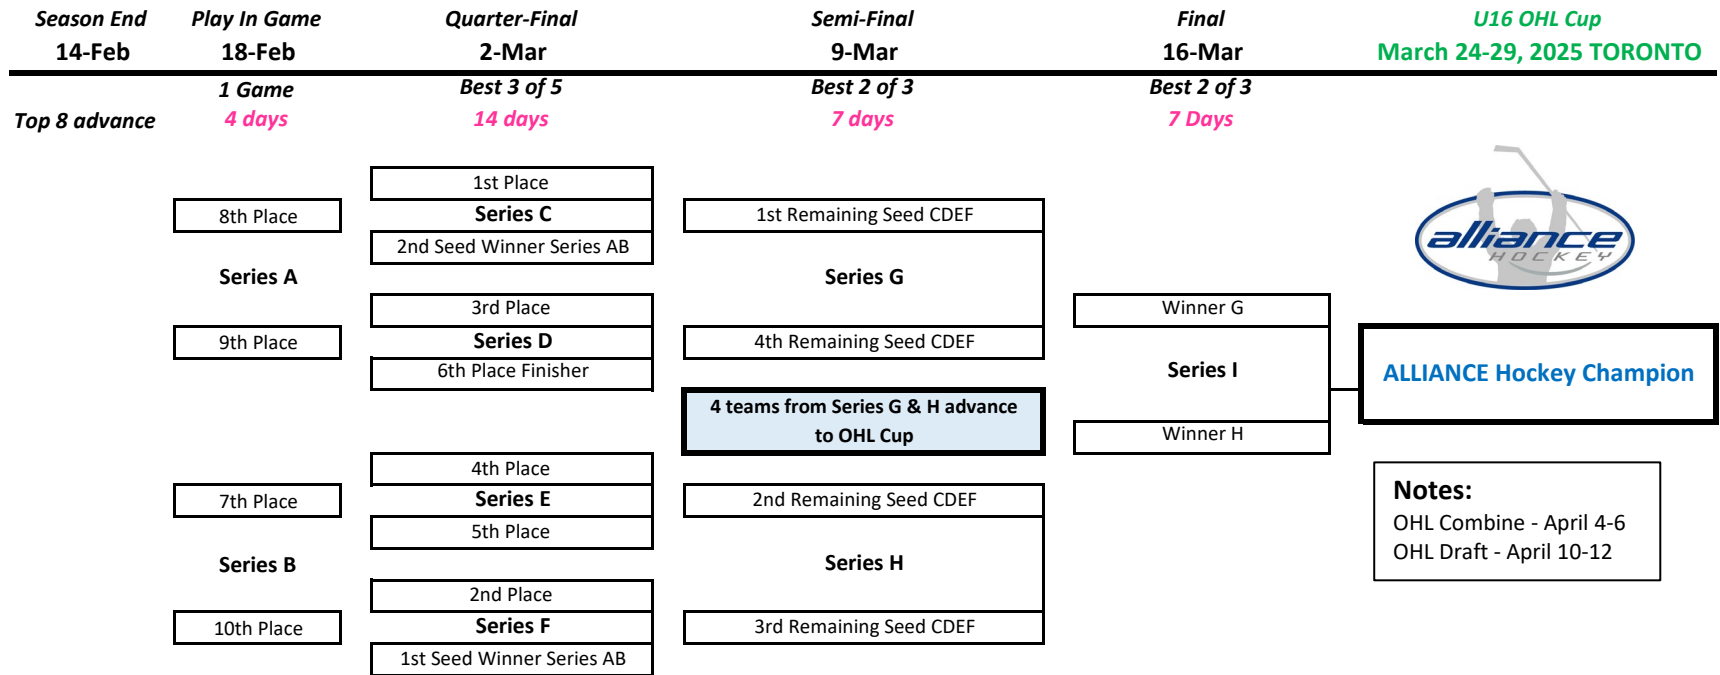 Season End Play In Game Quarter-Final Semi-Final Final U16 OHL Cup
14-Feb 18-Feb 2-Mar 9-Mar 16-Mar March 24-29, 2025 TORONTO
1 Game Best 3 of 5 Best 2 of 3 Best 2 of 3
Top 8 advance 4 days 14 days 7 days 7 Days
1st Place
8th Place Series C 1st Remaining Seed CDEF
2nd Seed Winner Series AB
alliance
HOCKEY
Series A Series G
3rd Place Winner G
9th Place Series D 4th Remaining Seed CDEF
6th Place Finisher Series I ALLIANCE Hockey Champion
4 teams from Series G & H advance
to OHL Cup Winner H
4th Place
7th Place Series E 2nd Remaining Seed CDEF
5th Place
Notes:
OHL Combine - April 4-6
OHL Draft - April 10-12
Series B Series H
2nd Place
10th Place Series F 3rd Remaining Seed CDEF
1st Seed Winner Series AB